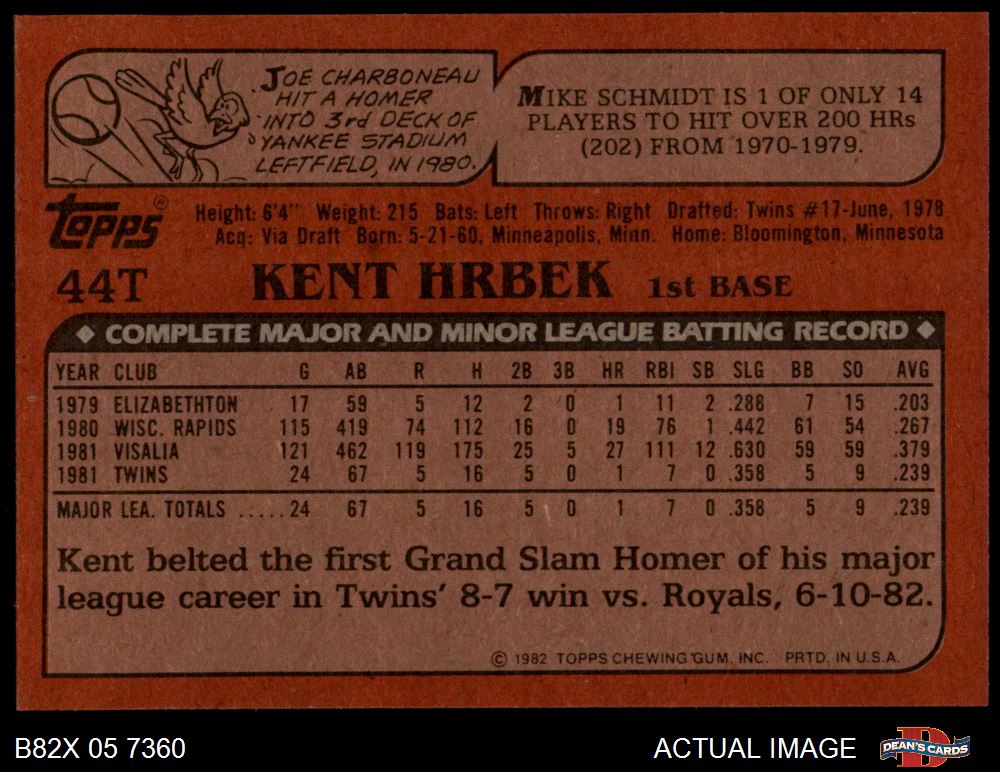 JOE CHARBONEAU
HIT A HOMER
INTO 3rd DECK OF
YANKEE STADIUM
LEFTFIELD, IN 1980.
MIKE SCHMIDT IS 1 OF ONLY 14
PLAYERS TO HIT OVER 200 HRs
(202) FROM 1970-1979.
TOPPS®
Height: 6'4" Weight: 215 Bats: Left Throws: Right Drafted: Twins #17-June, 1978
Acq: Via Draft Born: 5-21-60, Minneapolis, Minn. Home: Bloomington, Minnesota
44T KENT HRBEK 1st BASE
◆ COMPLETE MAJOR AND MINOR LEAGUE BATTING RECORD ◆
YEAR CLUB G AB R H 2B 3B HR RBI SB SLG BB SO AVG
1979 ELIZABETHTON 17 59 5 12 2 0 1 11 2 .288 7 15 .203
1980 WISC. RAPIDS 115 419 74 112 16 0 19 76 1 .442 61 54 .267
1981 VISALIA 121 462 119 175 25 5 27 111 12 .630 59 59 .379
1981 TWINS 24 67 5 16 5 0 1 7 0 .358 5 9 .239
MAJOR LEA. TOTALS .....24 67 5 16 5 0 1 7 0 .358 5 9 .239
Kent belted the first Grand Slam Homer of his major
league career in Twins' 8-7 win vs. Royals, 6-10-82.
© 1982 TOPPS CHEWING GUM, INC. PRTD. IN U.S.A.
B82X 05 7360
ACTUAL IMAGE
DEAN'S CARDS